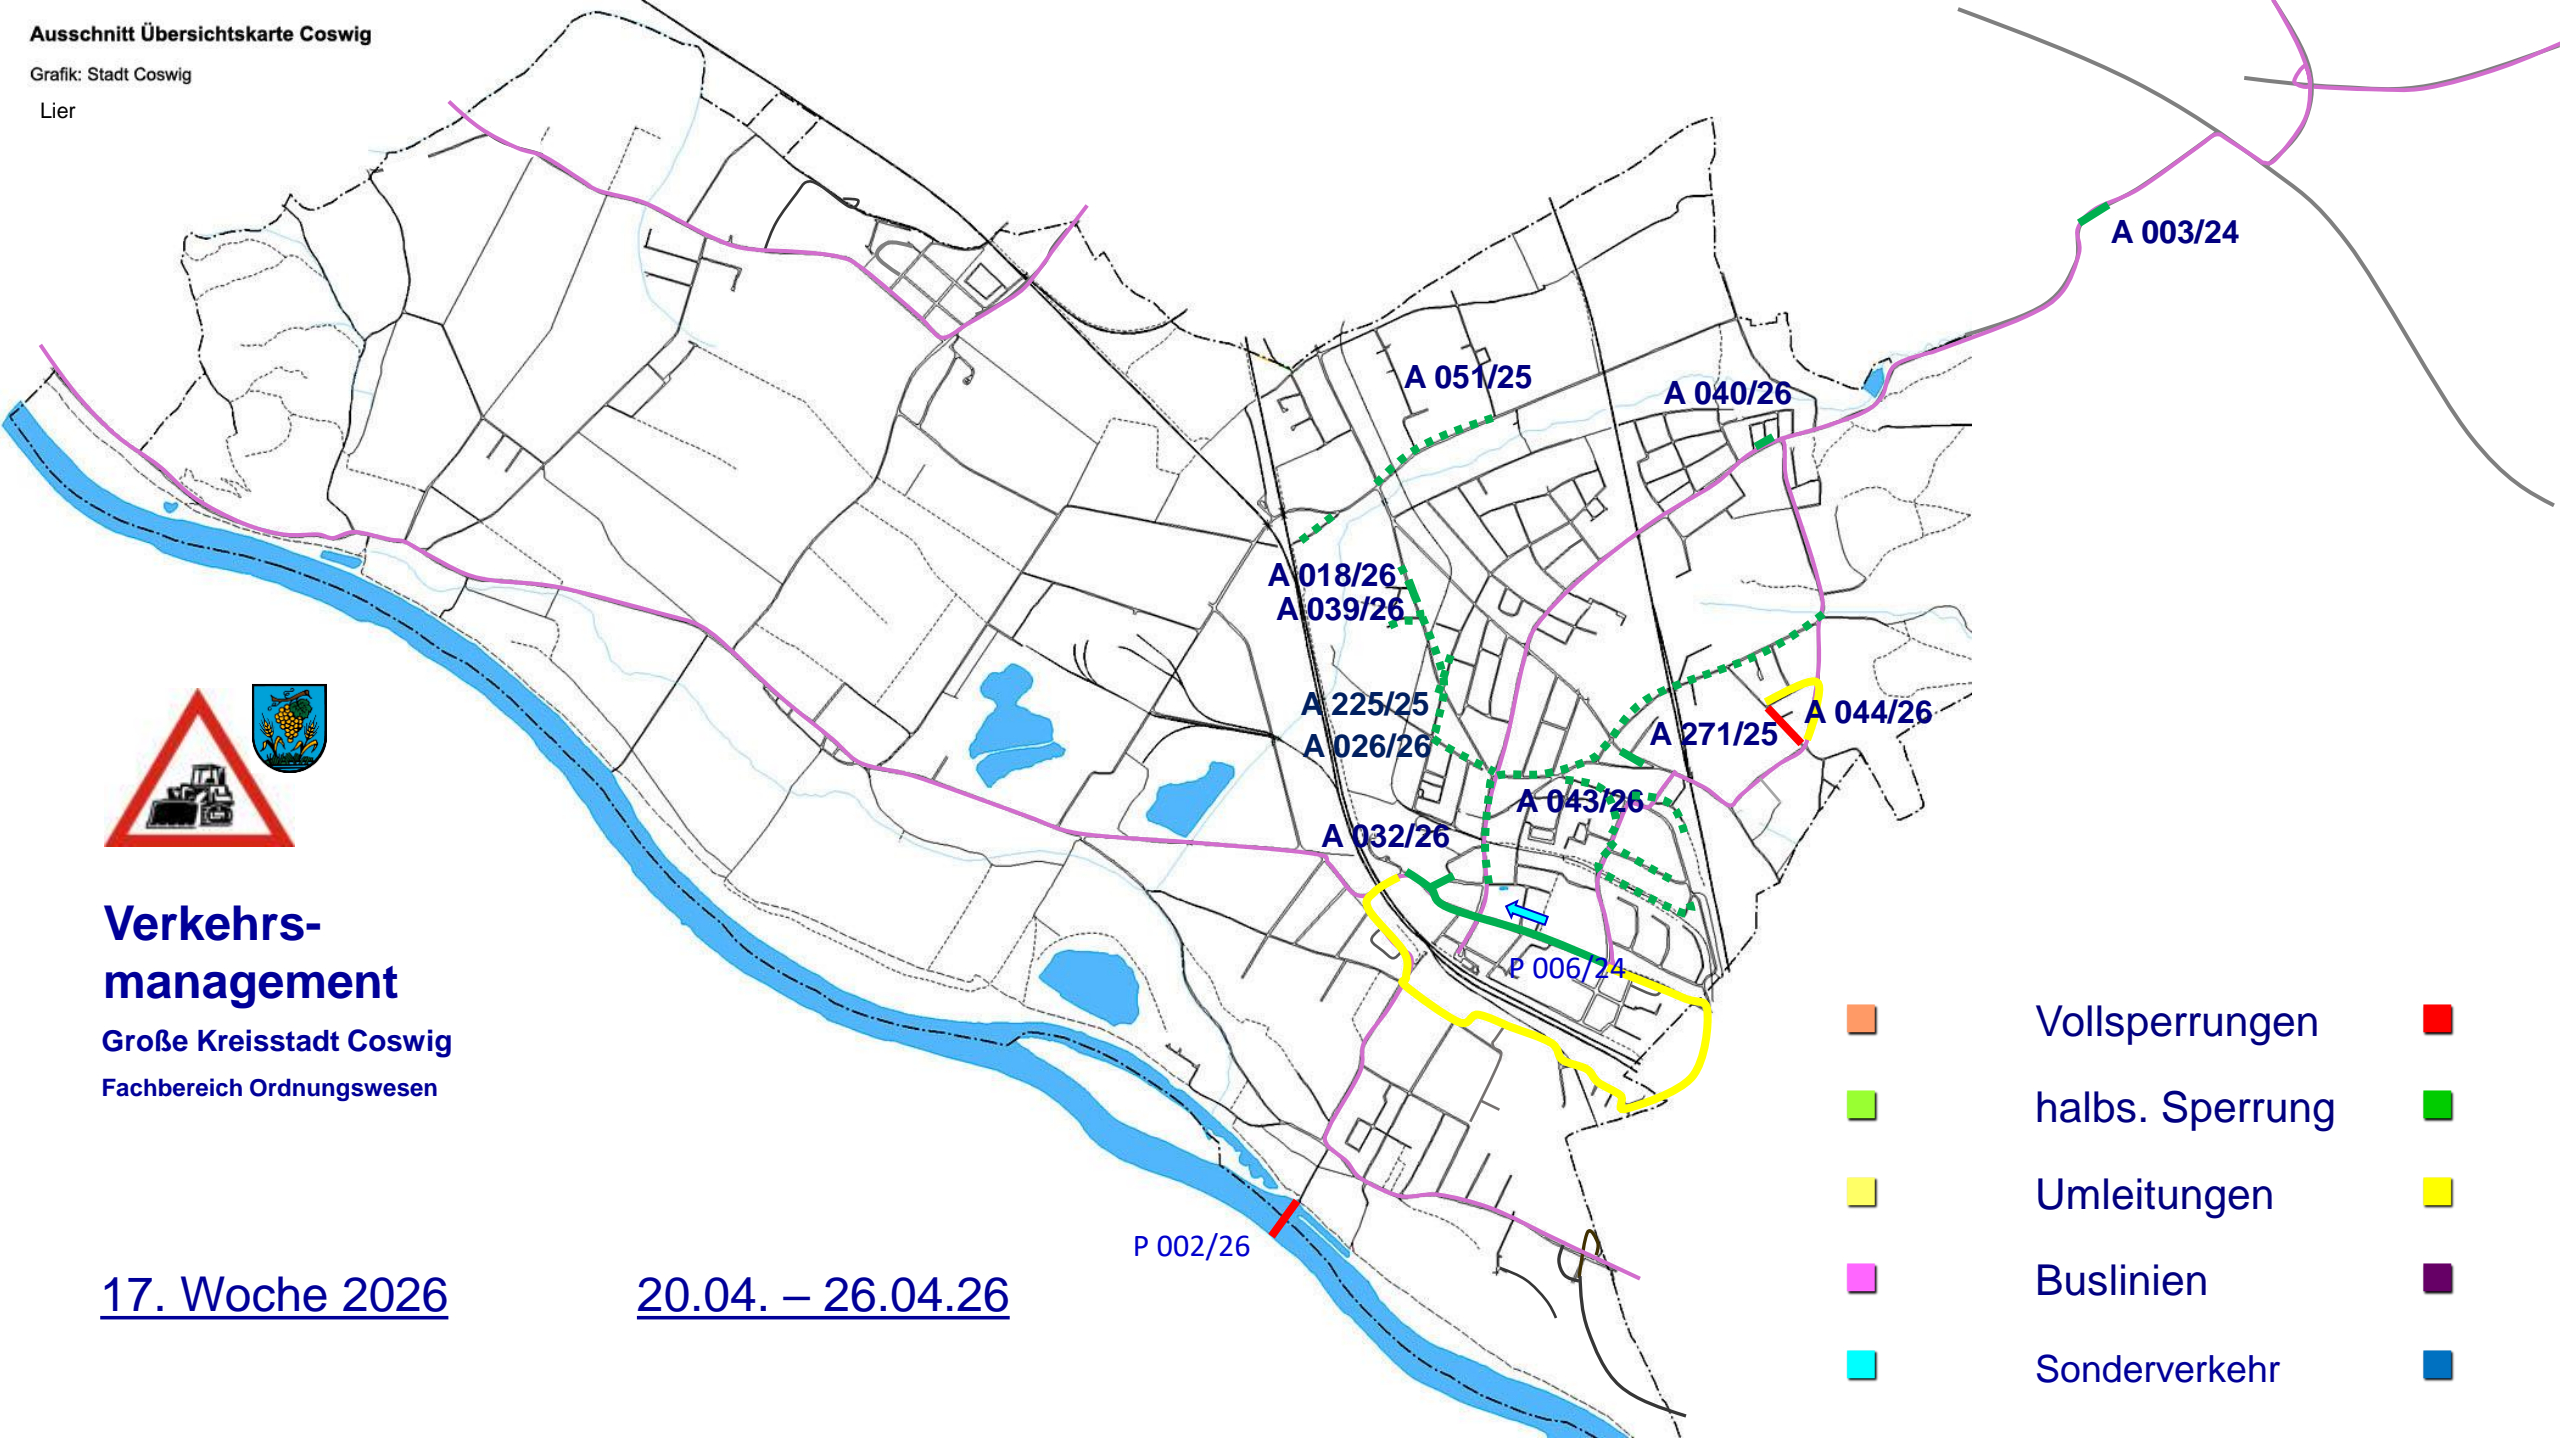 Ausschnitt Übersichtskarte Coswig
Grafik: Stadt Coswig
Lier
A 003/24
A 051/25
A 040/26
A 018/26
A 039/26
A 225/25
A 026/26
A 271/25
A 044/26
A 043/26
A 032/26
P 006/24
P 002/26
Verkehrs-
management
Große Kreisstadt Coswig
Fachbereich Ordnungswesen
17. Woche 2026
20.04. – 26.04.26
Vollsperrungen
halbs. Sperrung
Umleitungen
Buslinien
Sonderverkehr